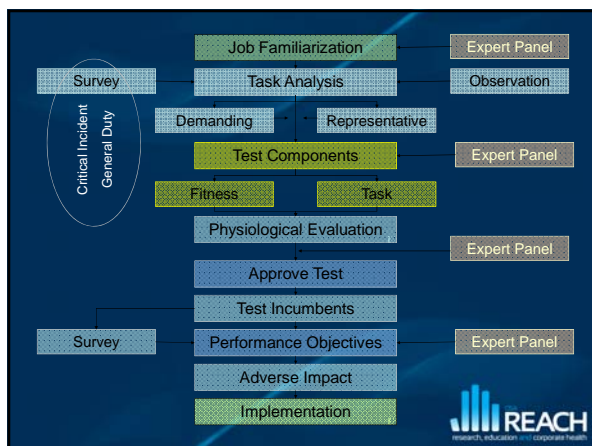 Job Familiarization
Expert Panel
Survey
Task Analysis
Observation
Critical Incident
General Duty
Demanding
Representative
Test Components
Expert Panel
Fitness
Task
Physiological Evaluation
Expert Panel
Approve Test
Test Incumbents
Survey
Performance Objectives
Expert Panel
Adverse Impact
Implementation
REACH
research, education and corporate health